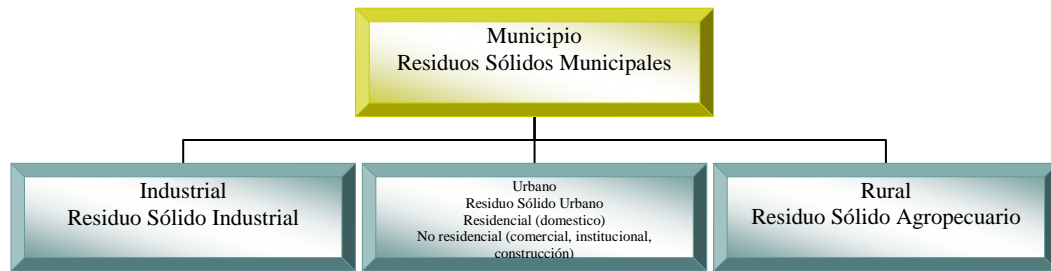 Municipio
Residuos Sólidos Municipales
Industrial
Residuo Sólido Industrial
Urbano
Residuo Sólido Urbano
Residencial (domestico)
No residencial (comercial, institucional,
construcción)
Rural
Residuo Sólido Agropecuario